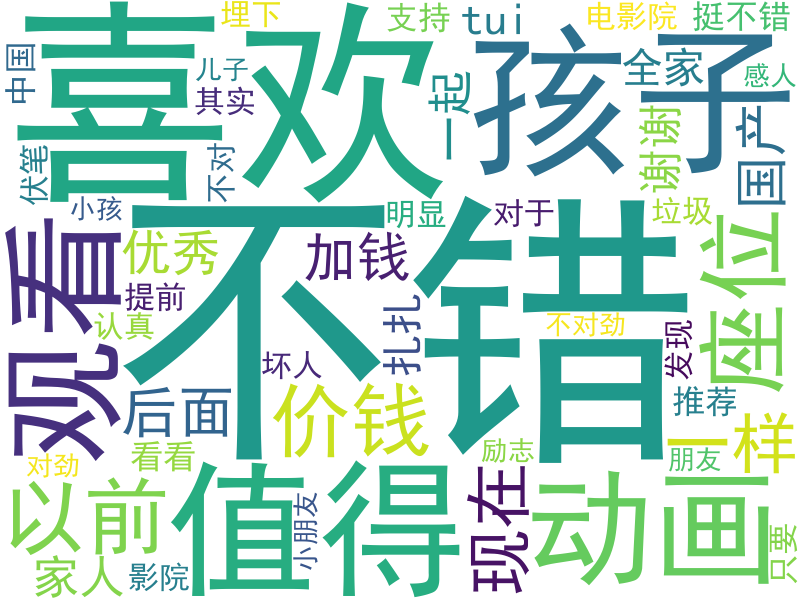 埋下
支持
tui
电影院
挺不错
喜欢
孩子
中国
儿子
其实
一起
全家
感人
国产
谢谢
伏笔
不对
小孩
不错
明显
对于
垃圾
观看
优秀
加钱
座位
提前
认真
扎扎
不对劲
发现
坏人
后面
价钱
推荐
一样
对劲
看看
励志
朋友
以前
值得
现在
动画
小朋友
只要
家人
影院